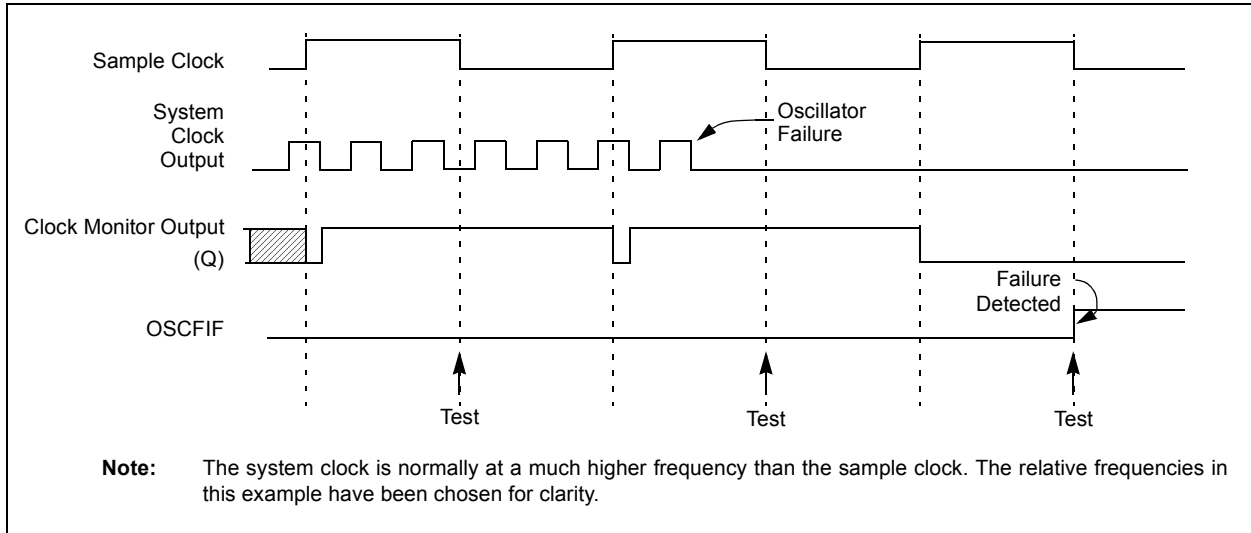 Sample Clock
System
Clock
Output
Oscillator
Failure
Clock Monitor Output
(Q)
Failure
Detected
OSCFIF
Test
Test
Test
Note: The system clock is normally at a much higher frequency than the sample clock. The relative frequencies in
this example have been chosen for clarity.